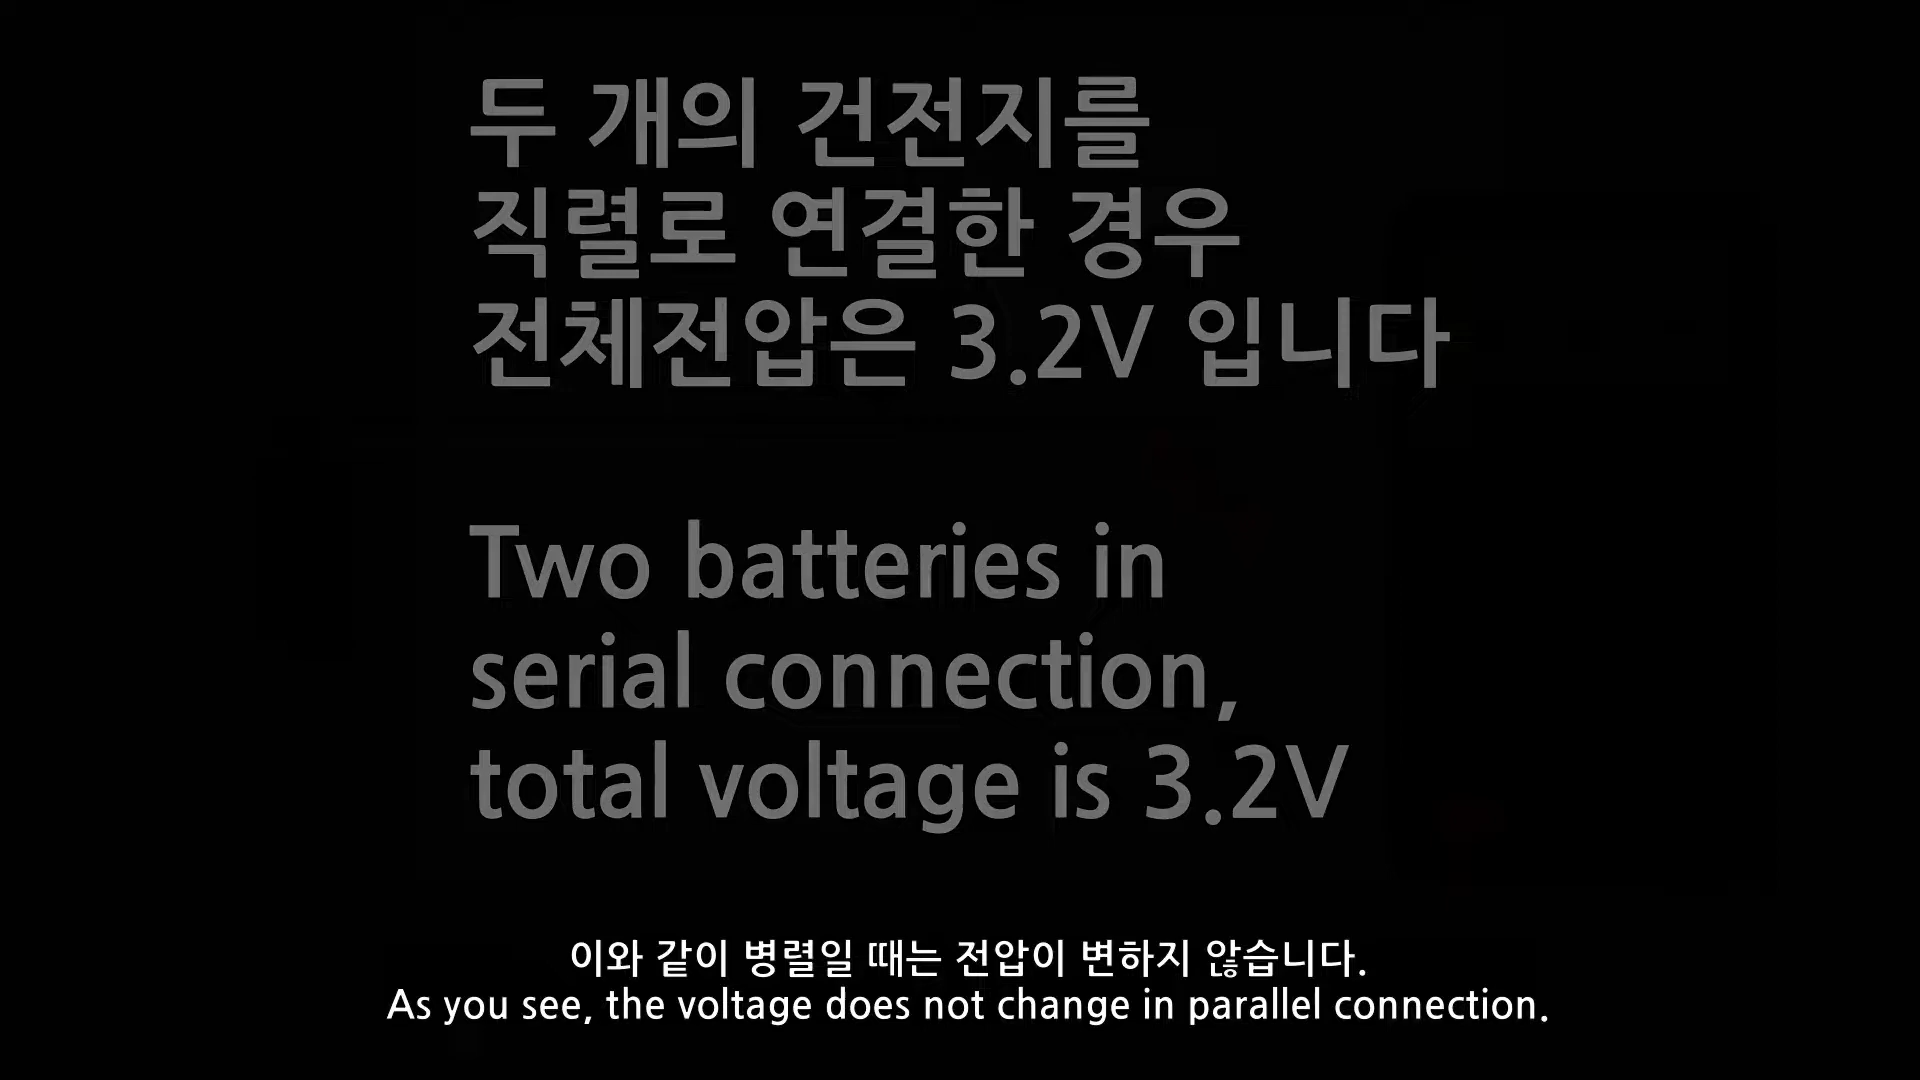 두 개의 건전지를
직렬로 연결한 경우
전체전압은 3.2V 입니다
Two batteries in
serial connection,
total voltage is 3.2V
이와 같이 병렬일 때는 전압이 변하지 않습니다.
As you see, the voltage does not change in parallel connection.